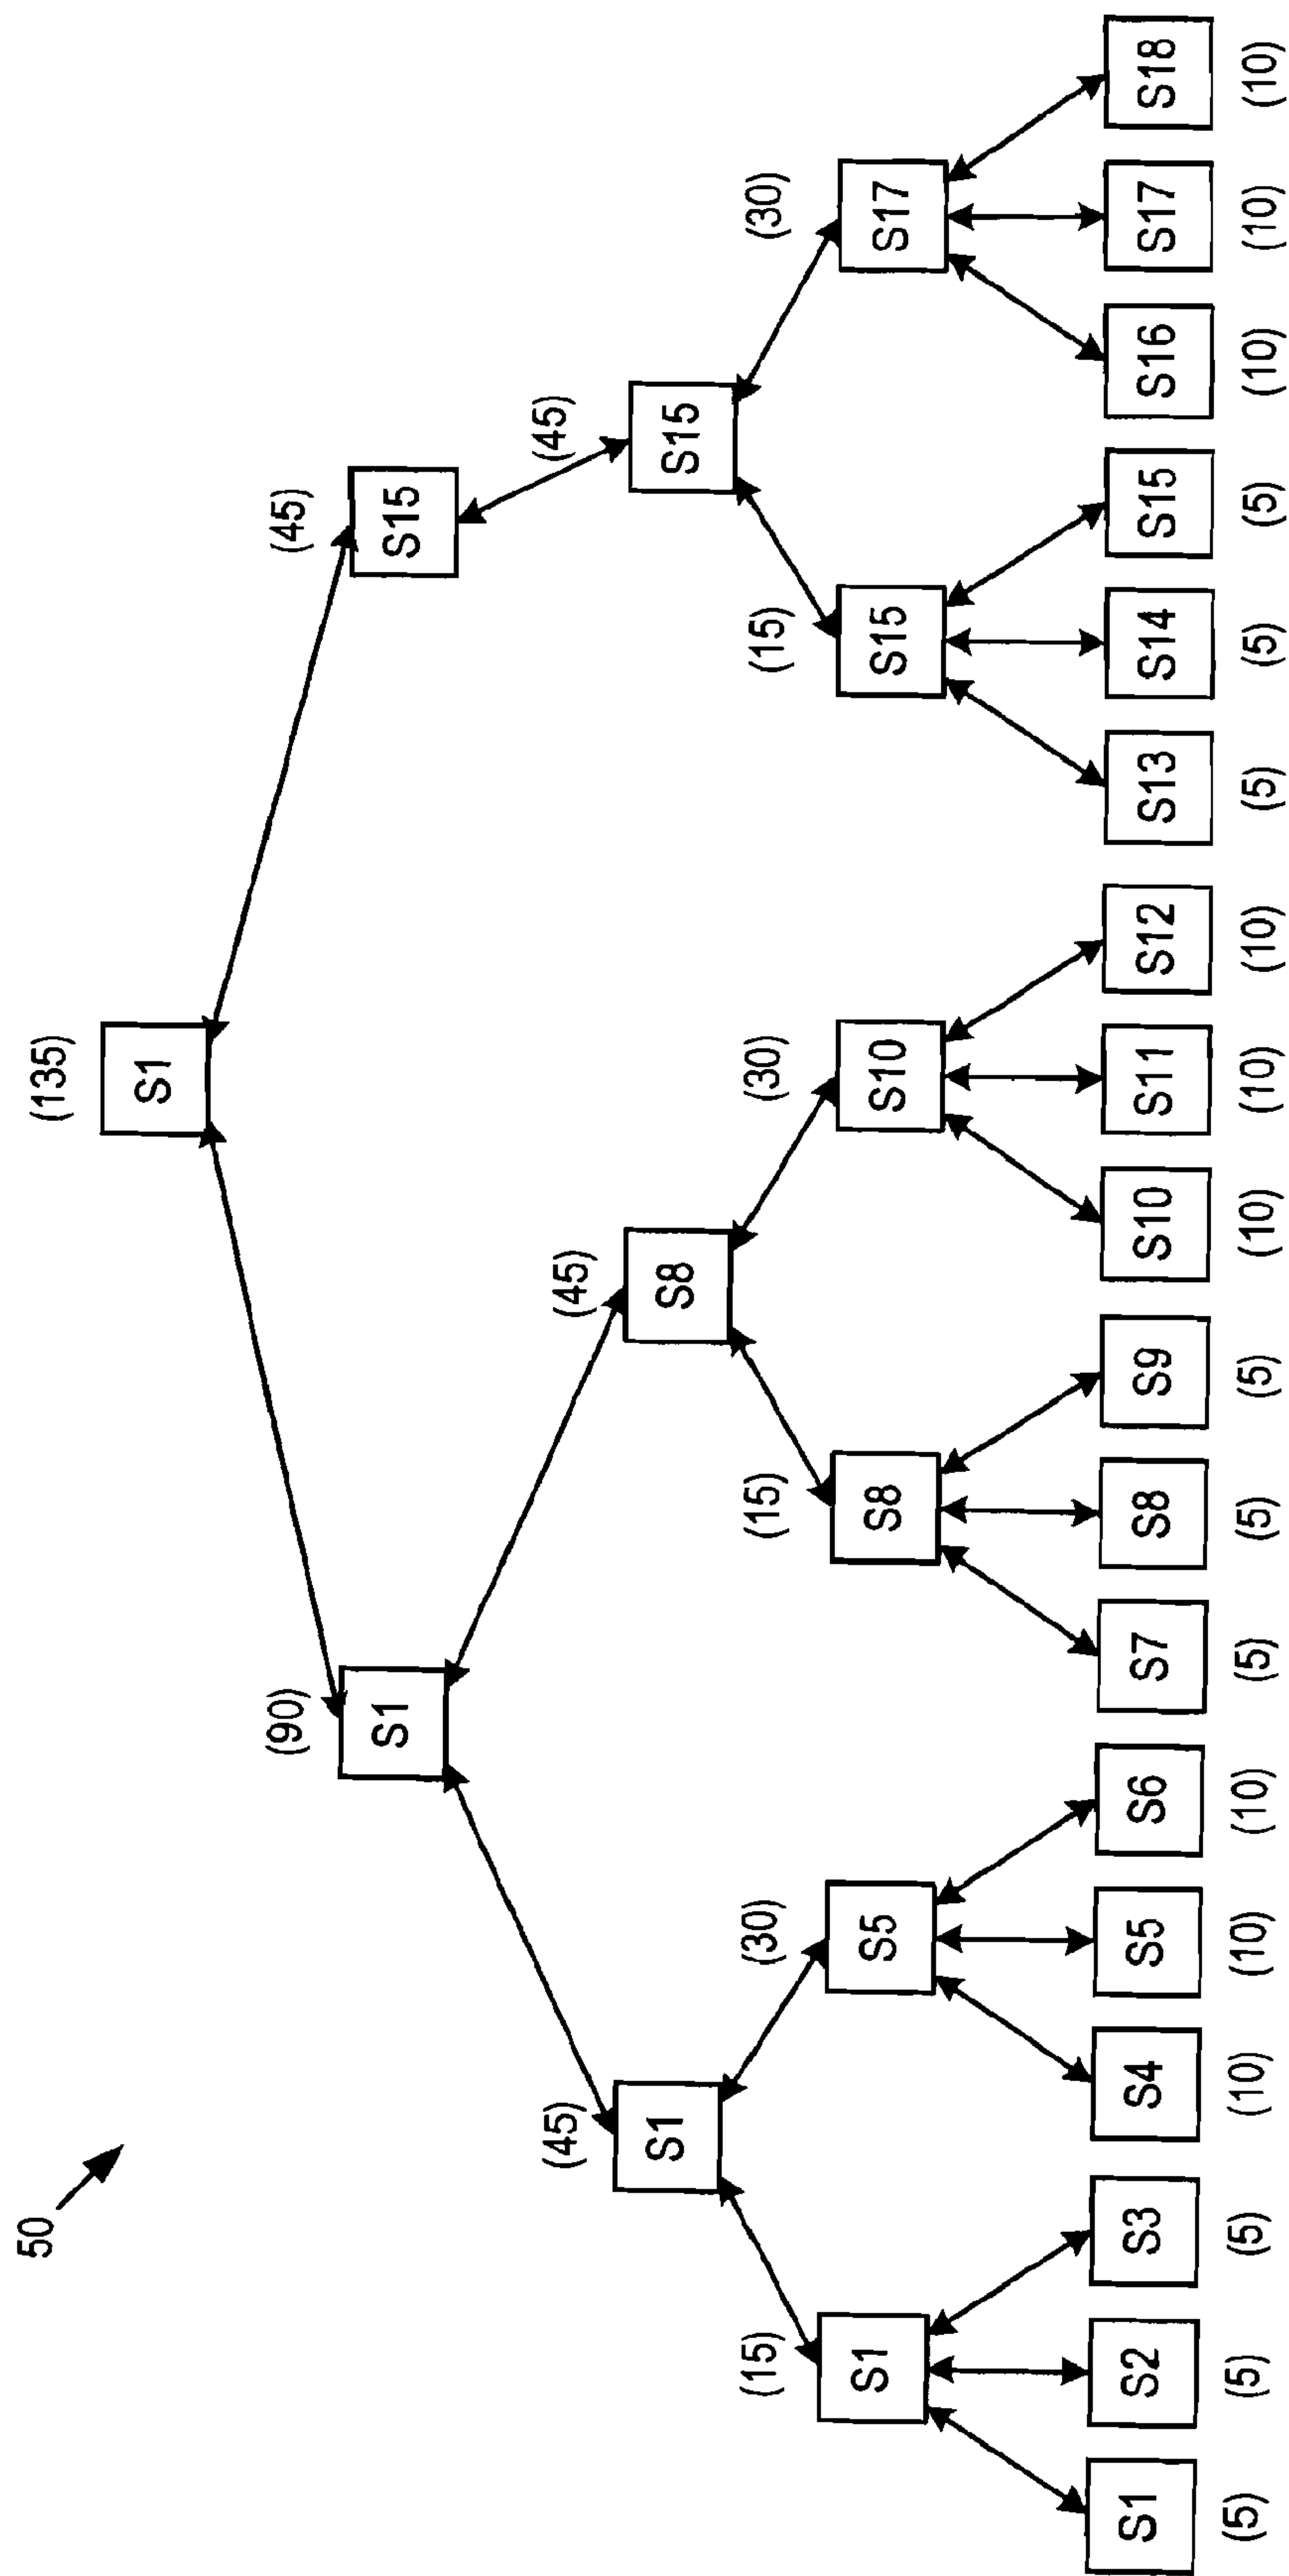 50
(135)
S1
(90)
S1
(45)
S15
(45)
S1
(45)
S8
(45)
S15
(15)
S1
(30)
S5
(15)
S8
(30)
S10
(15)
S15
(30)
S17
S1
S2
S3
S4
S5
S6
S7
S8
S9
S10
S11
S12
S13
S14
S15
S16
S17
S18
(5)
(5)
(5)
(10)
(10)
(10)
(5)
(5)
(5)
(10)
(10)
(10)
(5)
(5)
(5)
(10)
(10)
(10)